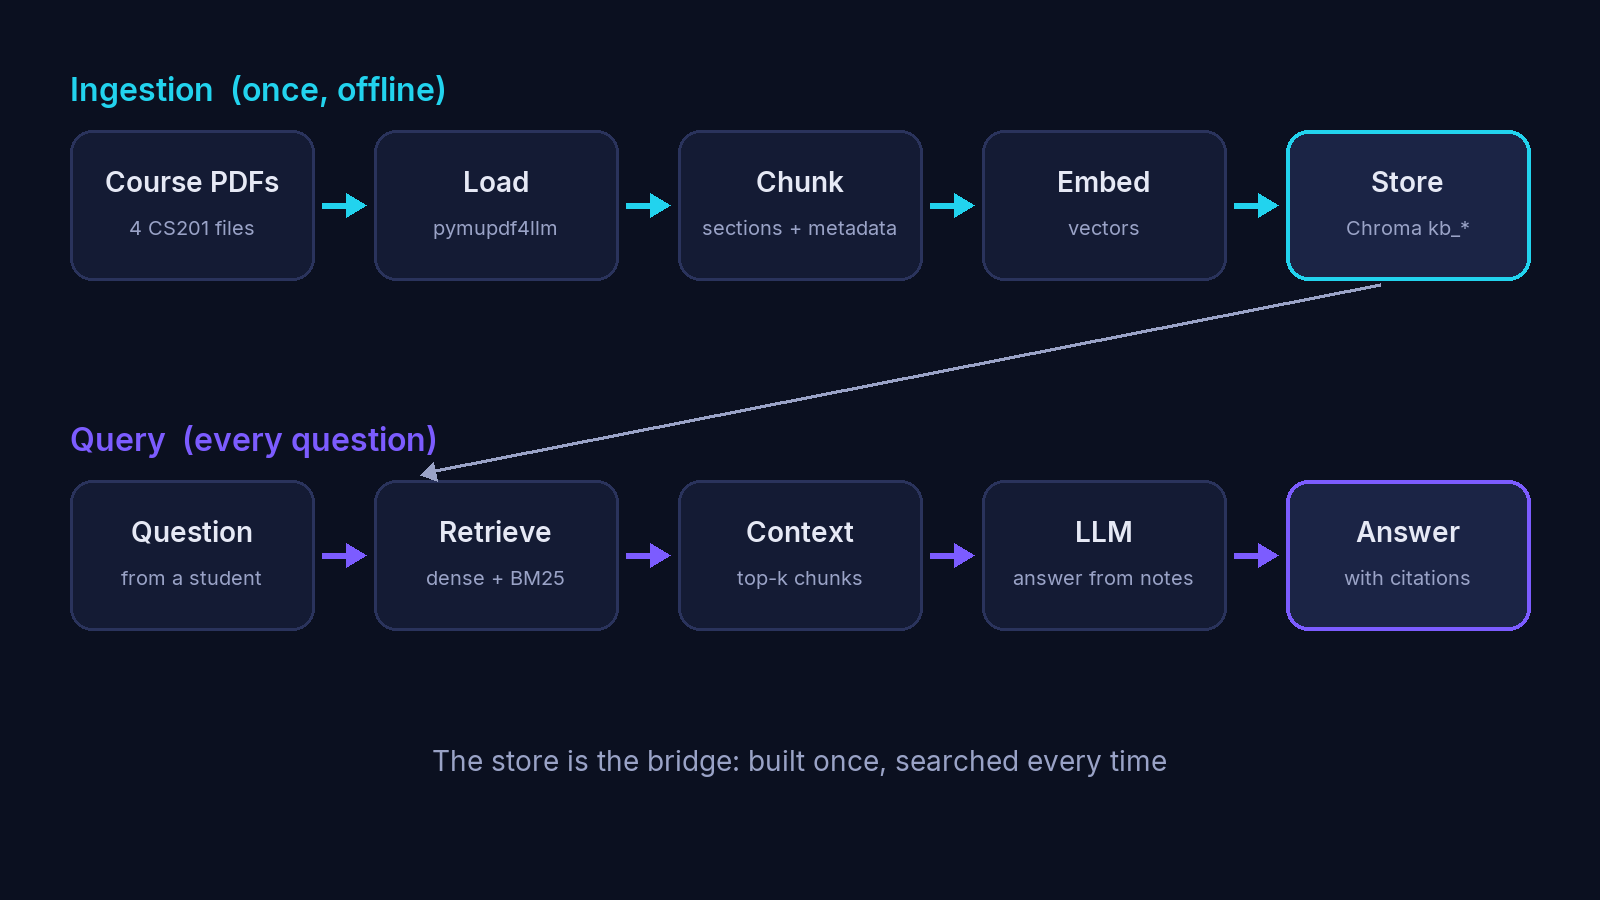 Ingestion (once, offline)
Course PDFs
4 CS201 files
Load
pymupdf4llm
Chunk
sections + metadata
Embed
vectors
Store
Chroma kb_*
Query (every question)
Question
from a student
Retrieve
dense + BM25
Context
top-k chunks
LLM
answer from notes
Answer
with citations
The store is the bridge: built once, searched every time